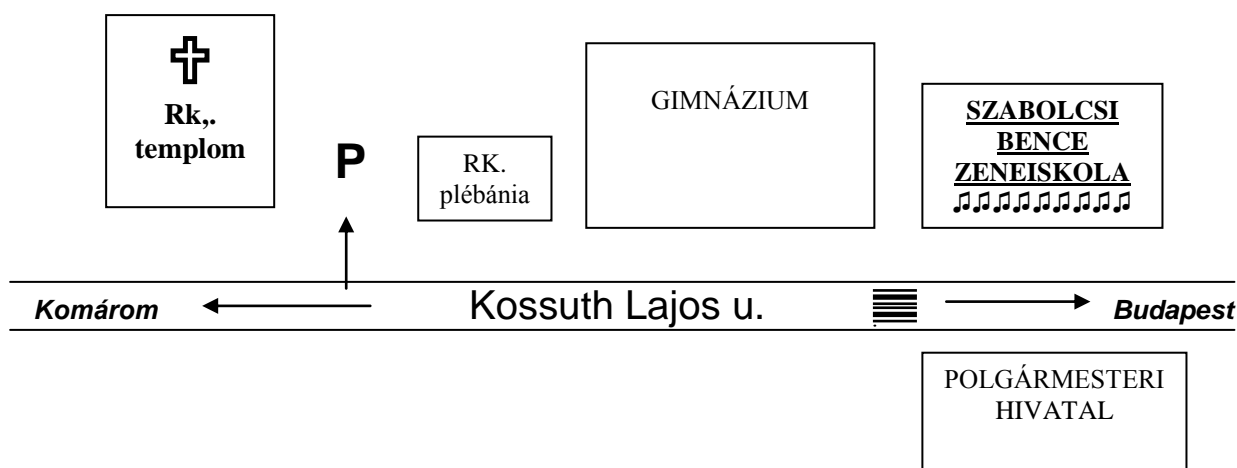 Rk,.
templom
P
RK.
plébánia
GIMNÁZIUM
SZABOLCSI
BENCE
ZENEISKOLA
♫♫♫♫♫♫♫♫♫
Komárom
Kossuth Lajos u.
Budapest
POLGÁRMESTERI
HIVATAL